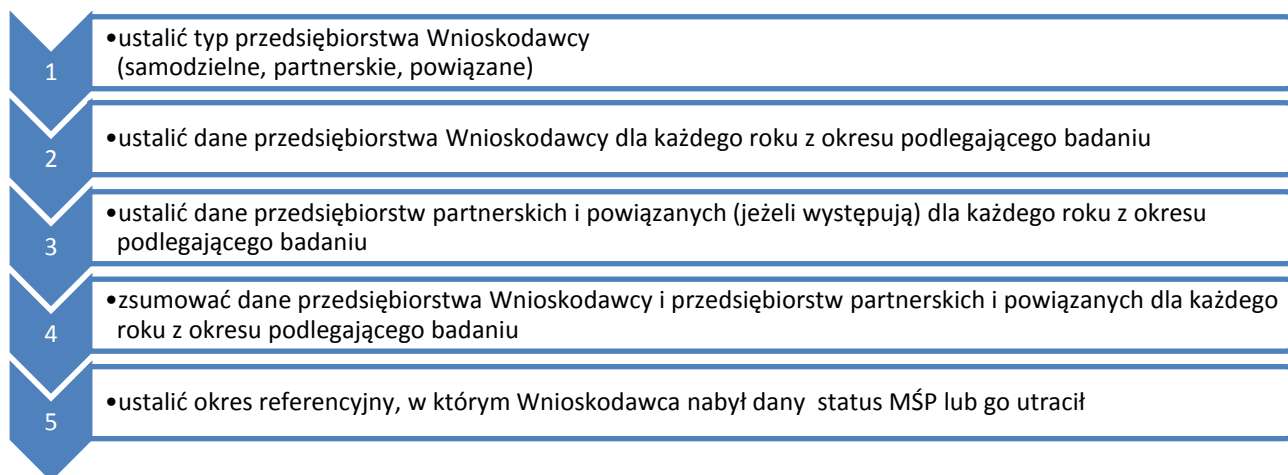 1
•ustalić typ przedsiębiorstwa Wnioskodawcy
(samodzielne, partnerskie, powiązane)
2
•ustalić dane przedsiębiorstwa Wnioskodawcy dla każdego roku z okresu podlegającego badaniu
3
•ustalić dane przedsiębiorstw partnerskich i powiązanych (jeżeli występują) dla każdego roku z okresu
podlegającego badaniu
4
•zsumować dane przedsiębiorstwa Wnioskodawcy i przedsiębiorstw partnerskich i powiązanych dla każdego
roku z okresu podlegającego badaniu
5
•ustalić okres referencyjny, w którym Wnioskodawca nabył dany status MŚP lub go utracił